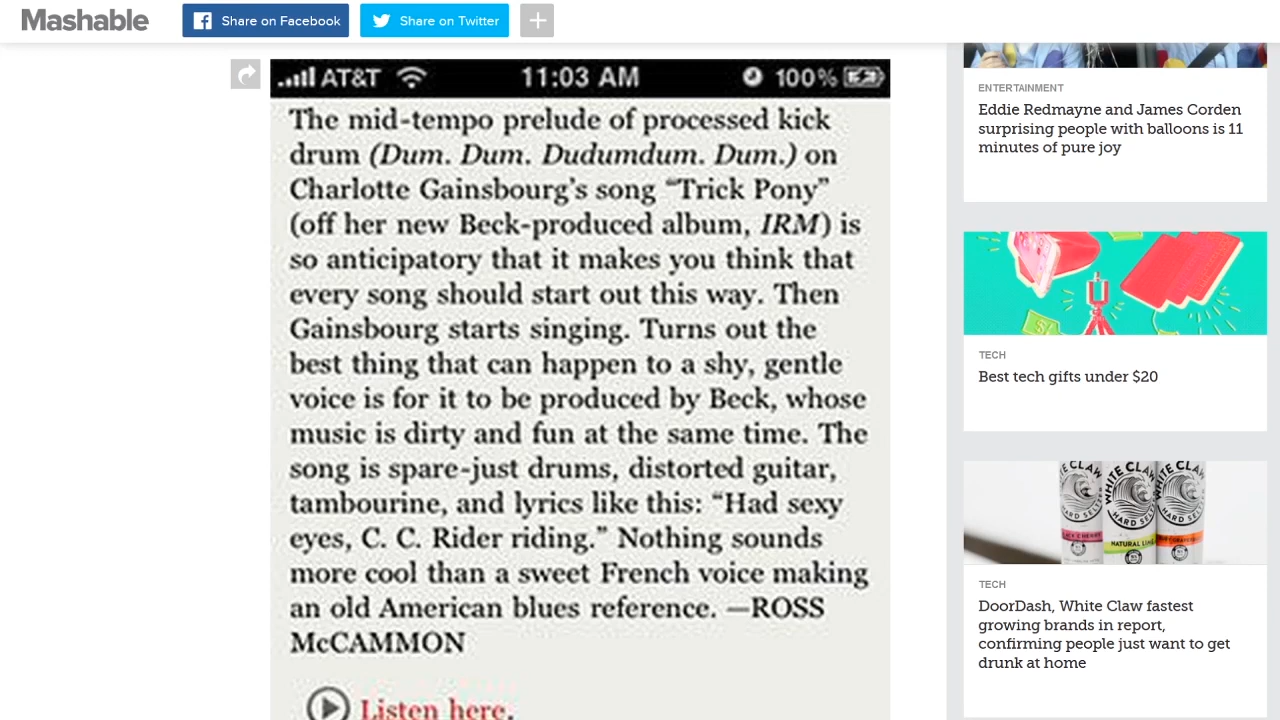 Mashable
Share on Facebook
Share on Twitter
AT&T 11:03 AM 100%
The mid-tempo prelude of processed kick
drum (Dum. Dum. Dudumdum. Dum.) on
Charlotte Gainsbourg's song “Trick Pony”
(off her new Beck-produced album, IRM) is
so anticipatory that it makes you think that
every song should start out this way. Then
Gainsbourg starts singing. Turns out the
best thing that can happen to a shy, gentle
voice is for it to be produced by Beck, whose
music is dirty and fun at the same time. The
song is spare-just drums, distorted guitar,
tambourine, and lyrics like this: “Had sexy
eyes, C. C. Rider riding.” Nothing sounds
more cool than a sweet French voice making
an old American blues reference. —ROSS
McCAMMON
Listen here.
ENTERTAINMENT
Eddie Redmayne and James Corden
surprising people with balloons is 11
minutes of pure joy
TECH
Best tech gifts under $20
WHITE CLAW
HARD
NATURAL
TECH
DoorDash, White Claw fastest
growing brands in report,
confirming people just want to get
drunk at home